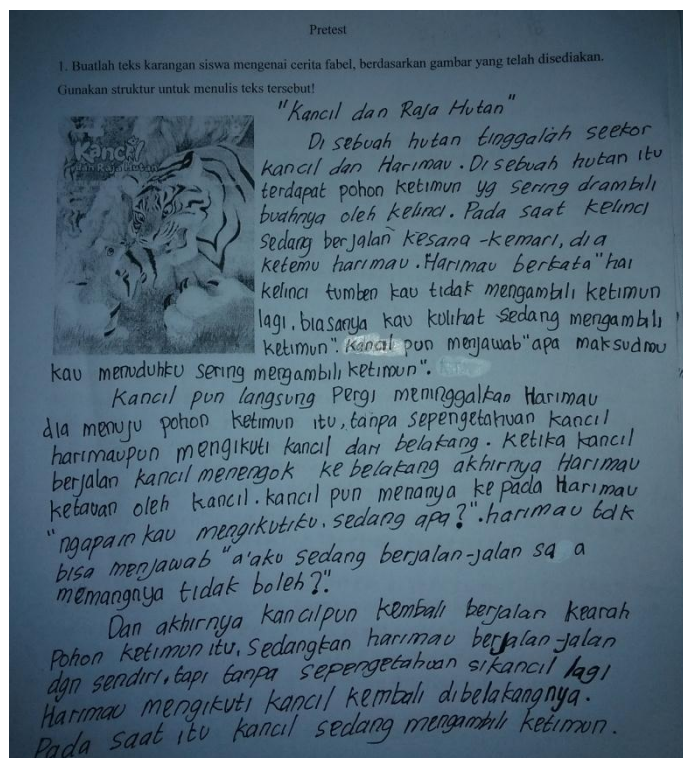 Pretest
1. Buatlah teks karangan siswa mengenai cerita fabel, berdasarkan gambar yang telah disediakan.
Gunakan struktur untuk menulis teks tersebut!
"Kancil dan Raja Hutan"
Kancil
dan Raja Hutan
Di sebuah hutan tinggalah seekor
kancil dan Harimau. Di sebuah hutan itu
terdapat pohon ketimun yg sering diambili
buahnya oleh kelinci. Pada saat kelinci
sedang berjalan kesana-kemari, dia
ketemu harimau. Harimau berkata "hai
kelinci tumben kau tidak mengambili ketimun
lagi, biasanya kau kulihat sedang mengambili
ketimun". Kancil pun menjawab "apa maksudmu
kau menuduhku sering mengambili ketimun".
Kancil pun langsung Pergi meninggalkan Harimau
dia menuju pohon ketimun itu, tanpa sepengetahuan kancil
harimaupun mengikuti kancil dari belakang. Ketika kancil
berjalan kancil menengok ke belakang akhirnya Harimau
ketauan oleh kancil. kancil pun menanya kepada Harimau
"ngapain kau mengikutiku, sedang apa?". harimau tdk
bisa menjawab "a'aku sedang berjalan-jalan sa a
memangnya tidak boleh?".
Dan akhirnya kancilpun kembali berjalan kearah
Pohon ketimun itu, Sedangkan harimau berjalan-jalan
dgn sendiri, tapi tanpa sepengetahuan sikancil lagi
Harimau mengikuti kancil kembali dibelakangnya.
Pada saat itu kancil sedang mengambili ketimun.